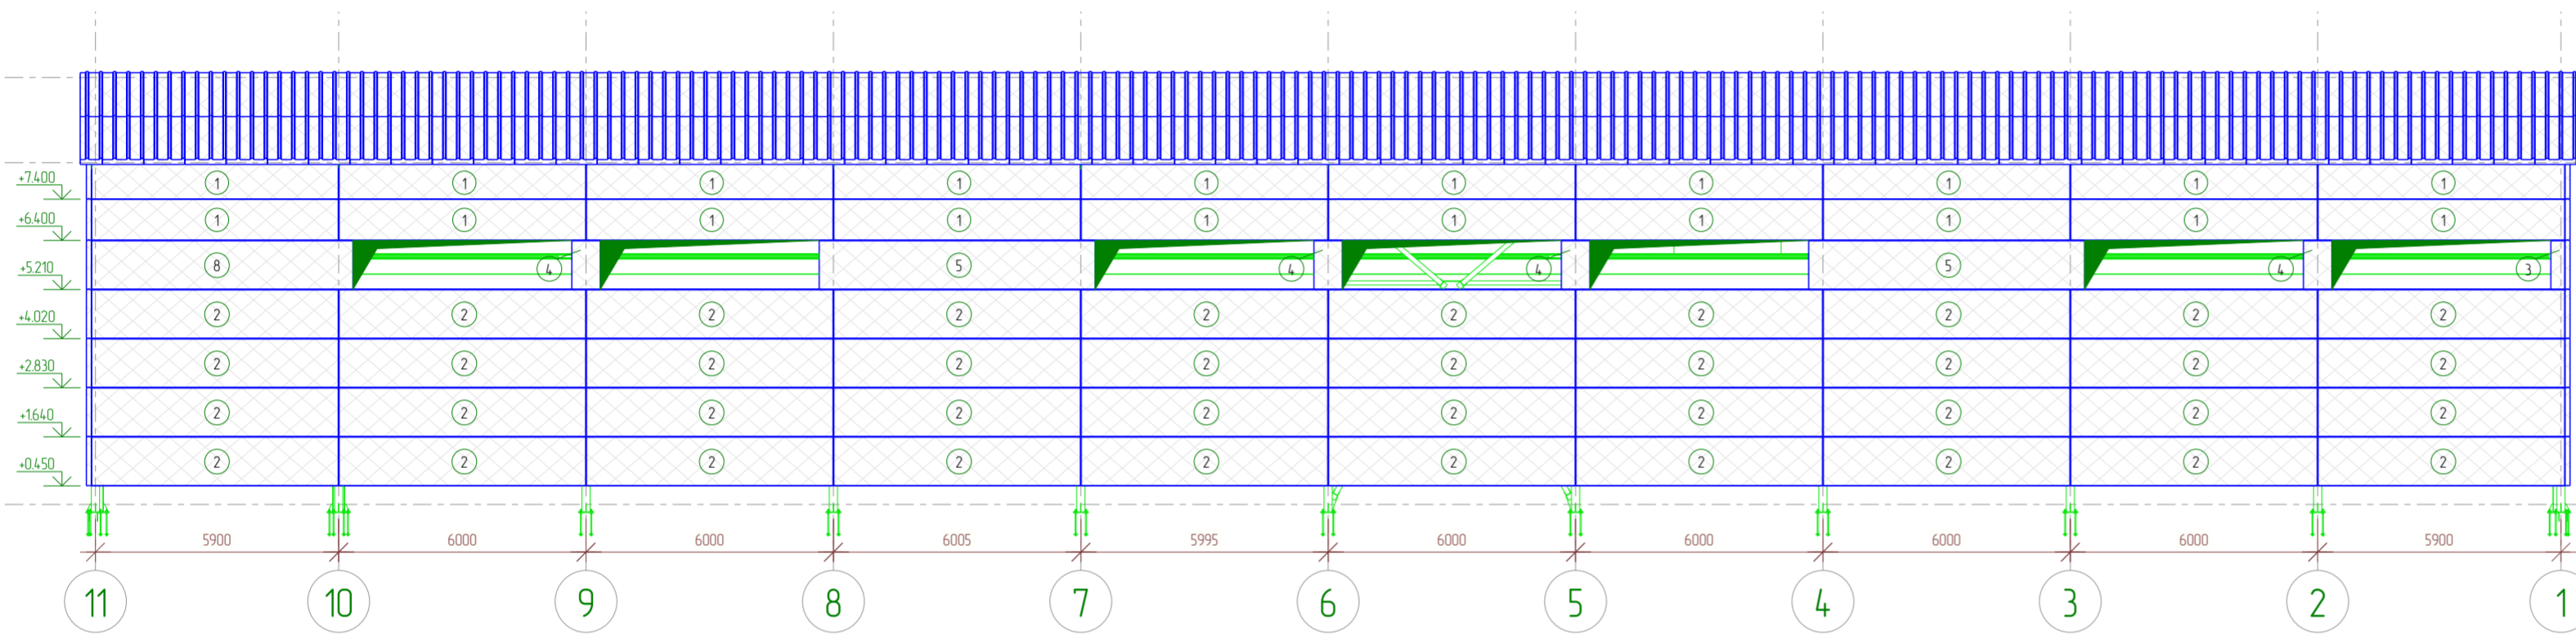 +7.400 1 1 1 1 1 1 1 1 1 1
+6.400 1 1 1 1 1 1 1 1 1 1
+5.210 8 4 5 4 4 5 4 3
+4.020 2 2 2 2 2 2 2 2 2 2
+2.830 2 2 2 2 2 2 2 2 2 2
+1.640 2 2 2 2 2 2 2 2 2 2
+0.450 2 2 2 2 2 2 2 2 2 2
5900 6000 6000 6005 5995 6000 6000 6000 6000 5900
11 10 9 8 7 6 5 4 3 2 1